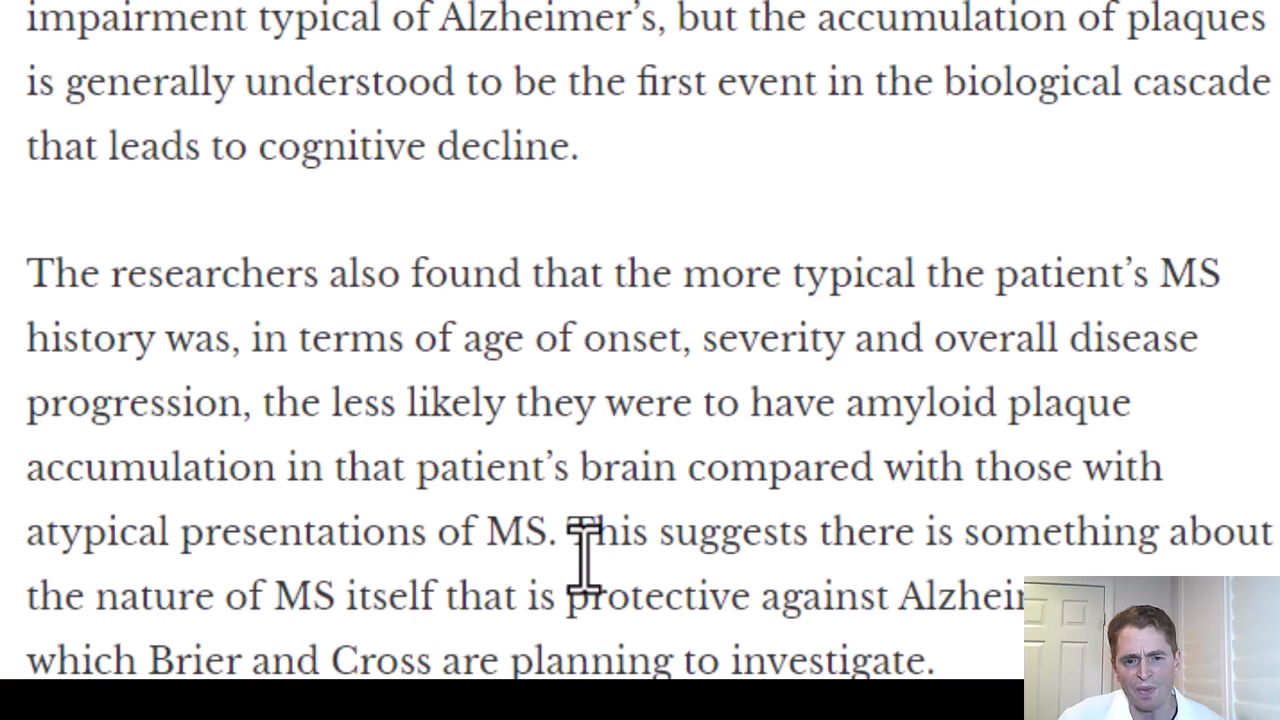 impairment typical of Alzheimer’s, but the accumulation of plaques
is generally understood to be the first event in the biological cascade
that leads to cognitive decline.
The researchers also found that the more typical the patient’s MS
history was, in terms of age of onset, severity and overall disease
progression, the less likely they were to have amyloid plaque
accumulation in that patient’s brain compared with those with
atypical presentations of MS. This suggests there is something about
the nature of MS itself that is protective against
which Brier and Cross are planning to investigate.